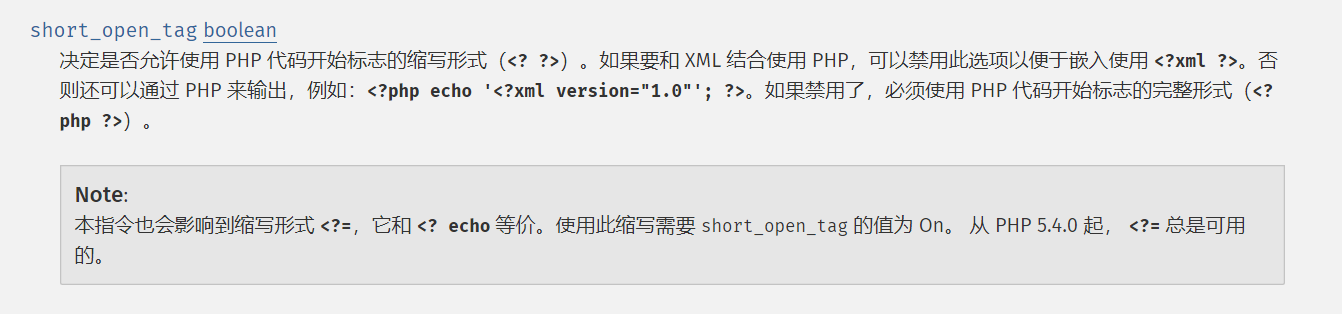 short_open_tag boolean
决定是否允许使用 PHP 代码开始标志的缩写形式（<? ?>）。如果要和 XML 结合使用 PHP，可以禁用此选项以便于嵌入使用 <?xml ?>。否
则还可以通过 PHP 来输出，例如：<?php echo '<?xml version="1.0"'; ?>。如果禁用了，必须使用 PHP 代码开始标志的完整形式（<?
php ?>）。
Note:
本指令也会影响到缩写形式 <?=，它和 <? echo 等价。使用此缩写需要 short_open_tag 的值为 On。 从 PHP 5.4.0 起， <?= 总是可用
的。